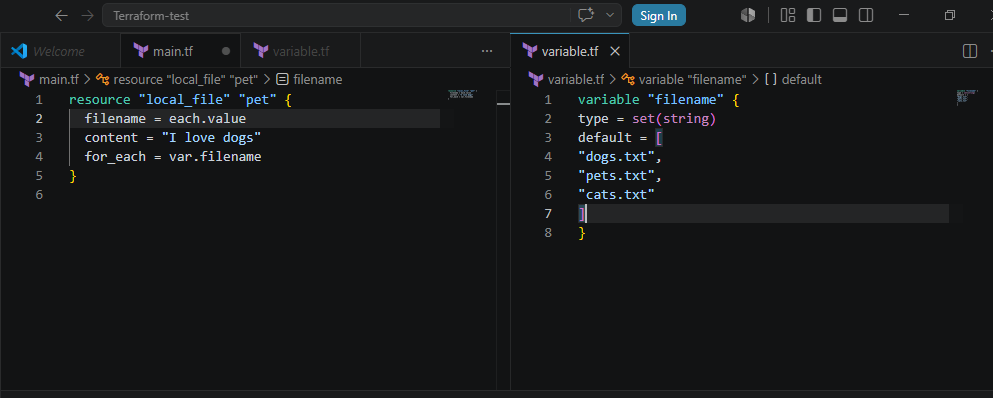 Terraform-test
Sign In
Welcome
main.tf
variable.tf
...
variable.tf
main.tf > resource "local_file" "pet" > filename
variable.tf > variable "filename" > [ ] default
1 resource "local_file" "pet" {
2 filename = each.value
3 content = "I love dogs"
4 for_each = var.filename
5 }
6
1 variable "filename" {
2 type = set(string)
3 default = [
4 "dogs.txt",
5 "pets.txt",
6 "cats.txt"
7 ]
8 }